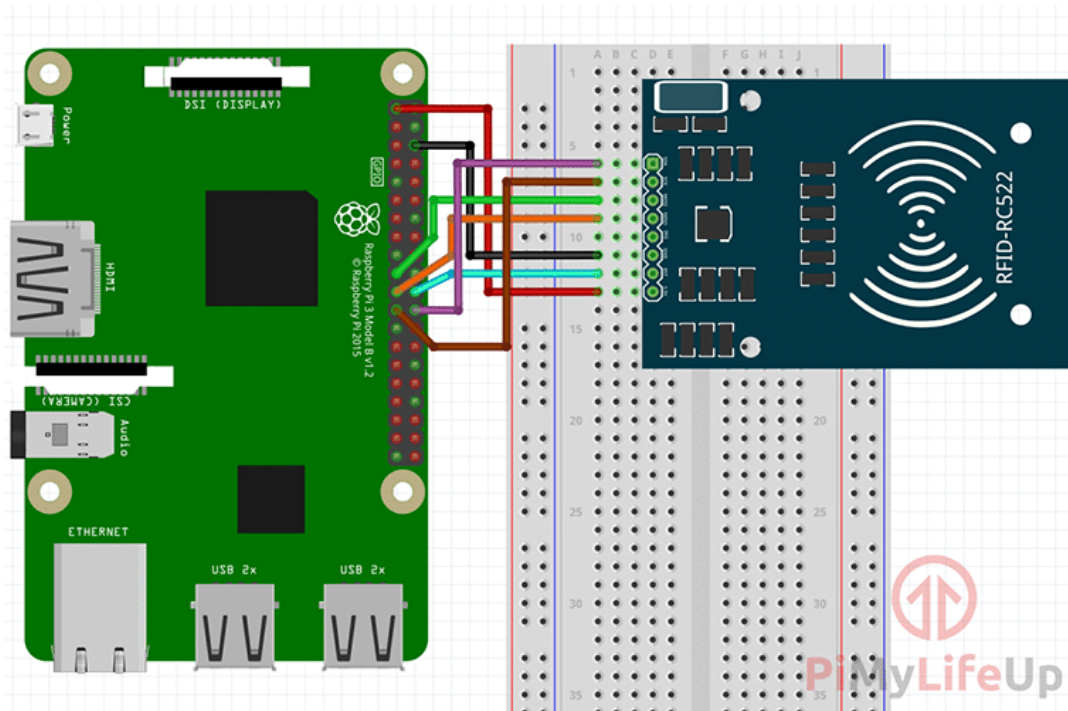 DSI (DISPLAY)
Power
GPIO
HDMI
Raspberry Pi 3 Model B v1.2
© Raspberry Pi 2015
CSI (CAMERA)
Audio
ETHERNET
USB 2x
USB 2x
A B C D E F G H I J
1 1
5
10
15
20 20
25 25
30 30
35 35
RFID-RC522
PiMyLifeUp